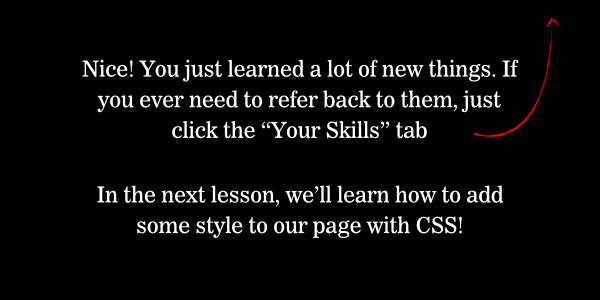 Nice! You just learned a lot of new things. If
you ever need to refer back to them, just
click the “Your Skills” tab
In the next lesson, we’ll learn how to add
some style to our page with CSS!